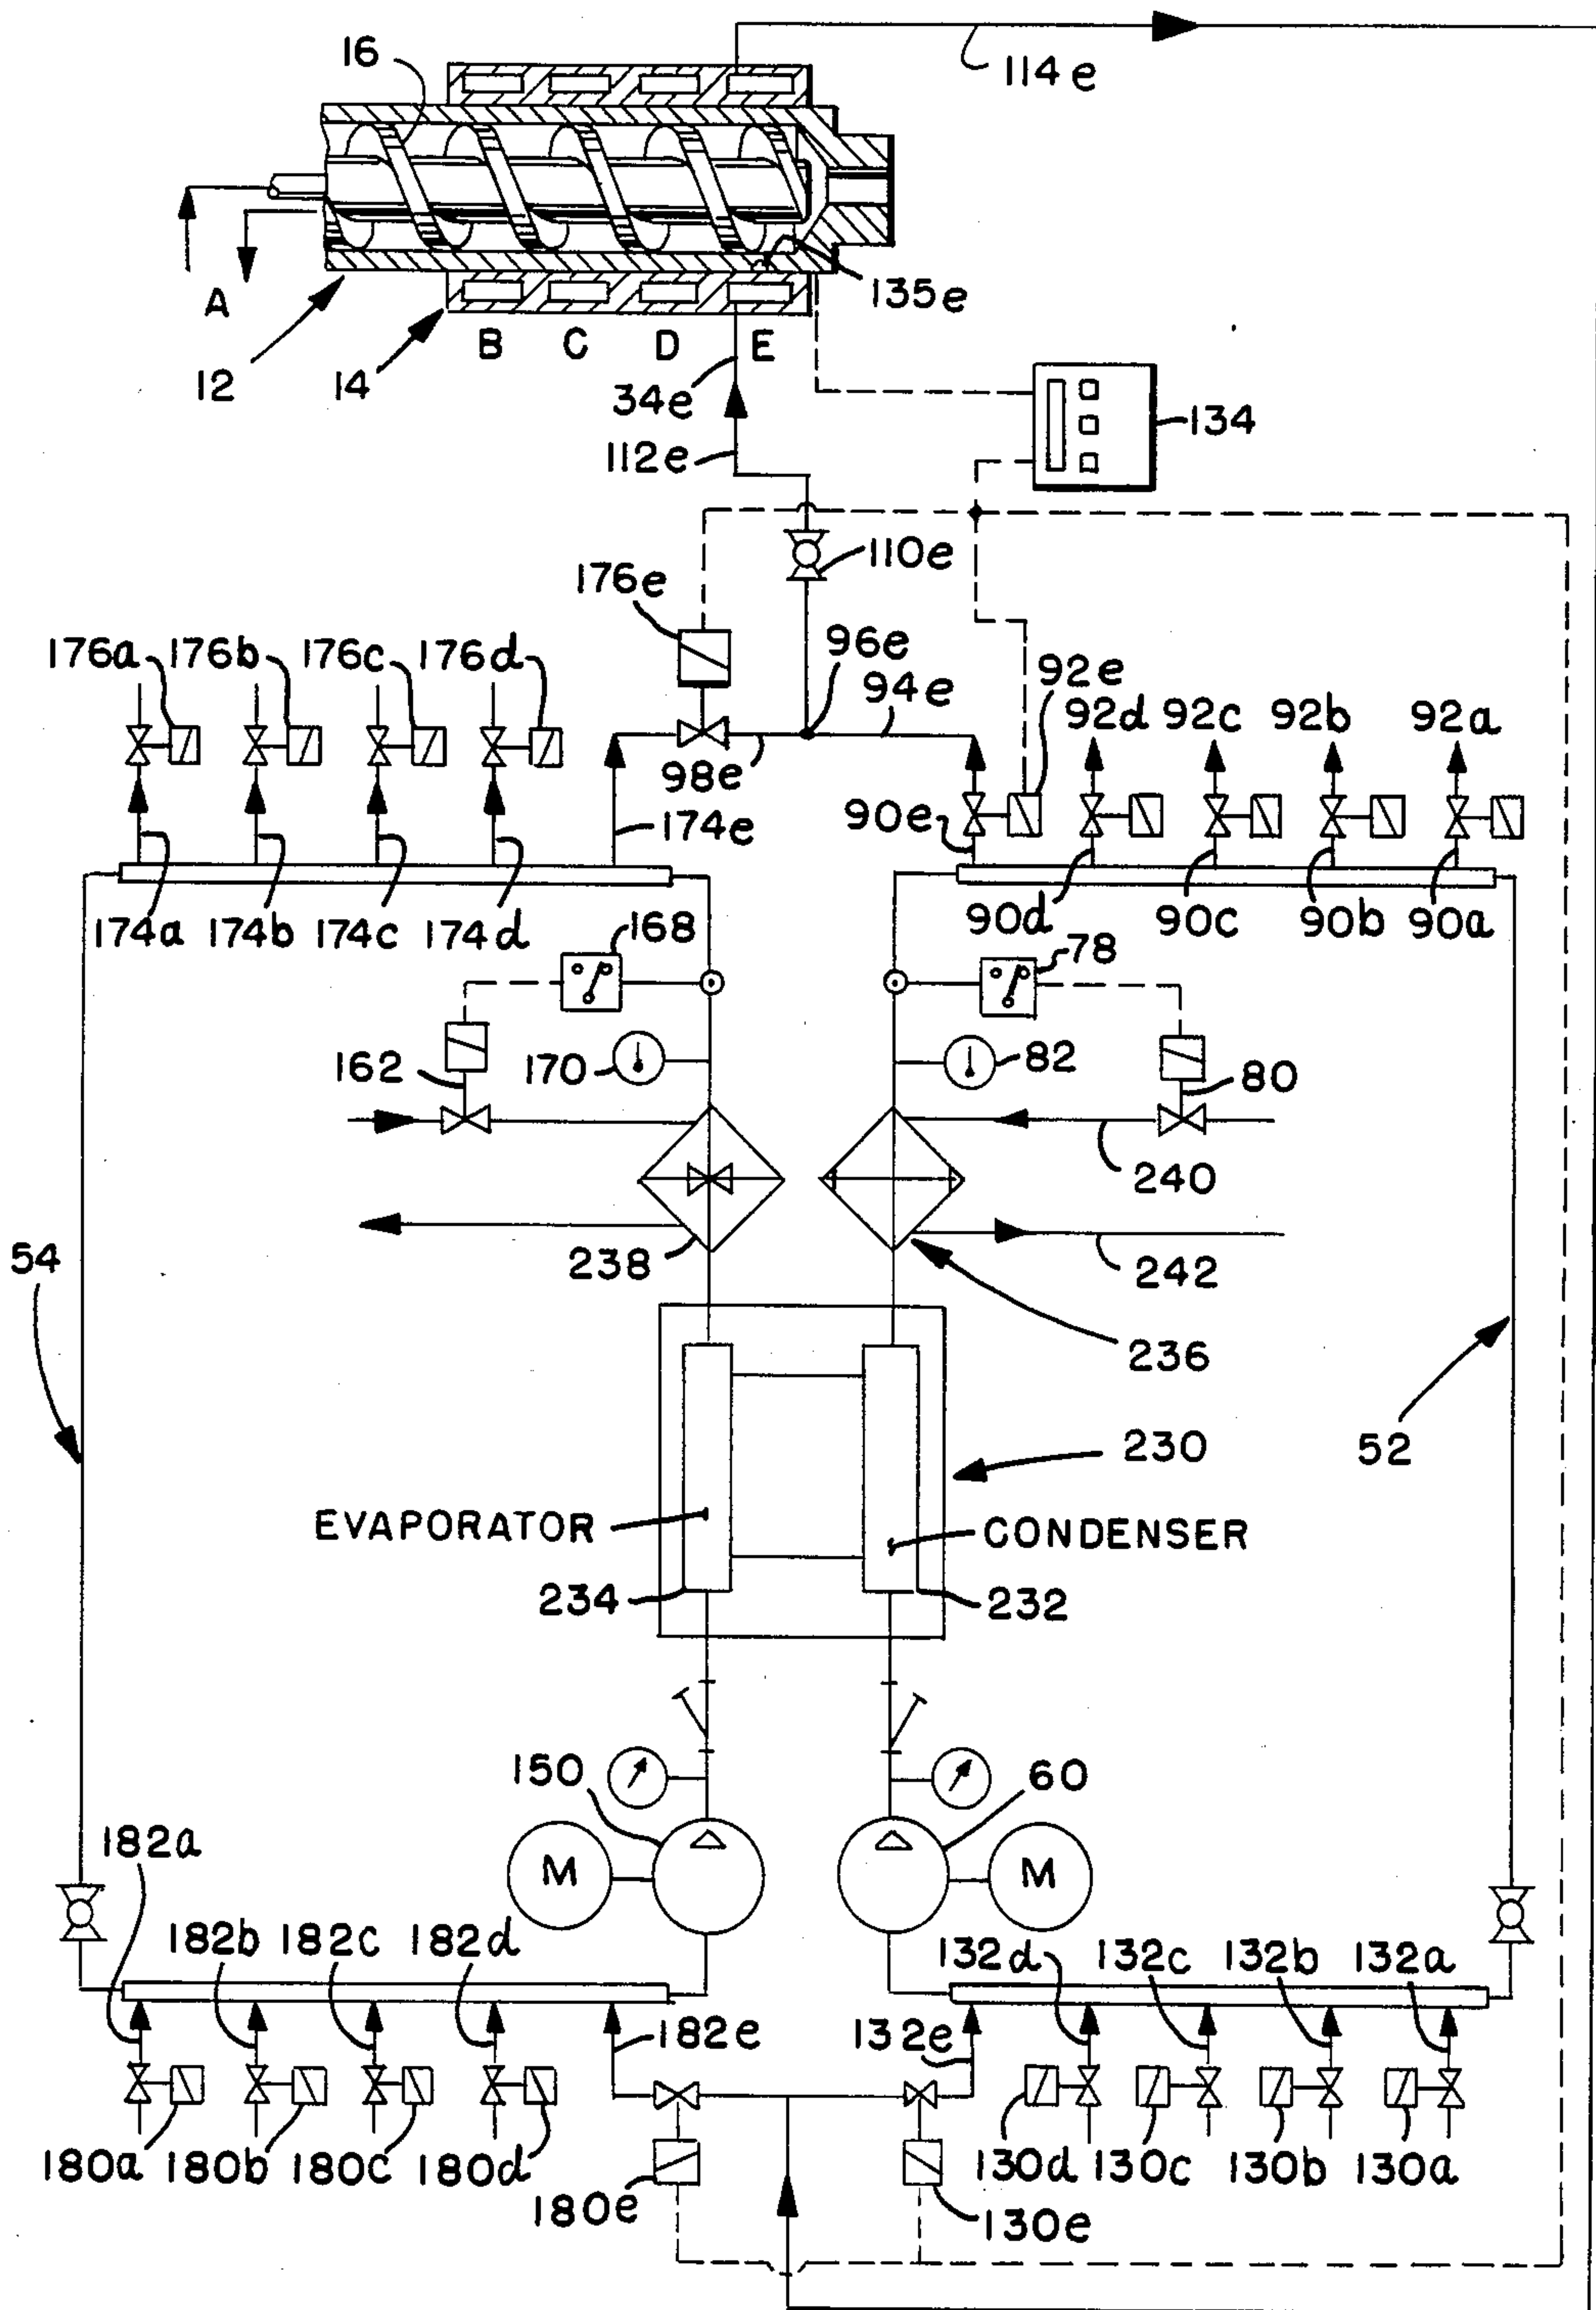 16
114e
A
135e
B C D E
12
14
34e
134
112e
110e
176e
176a 176b 176c 176d
96e
94e
92e
92d 92c 92b 92a
98e
174e
90e
174a 174b 174c 174d
90d 90c 90b 90a
168
78
162
170
82
80
240
54
238
242
236
230
52
EVAPORATOR
CONDENSER
234
232
150
60
182a
M
M
182b 182c 182d
132d 132c 132b 132a
182e
132e
180a 180b 180c 180d
130d 130c 130b 130a
180e
130e